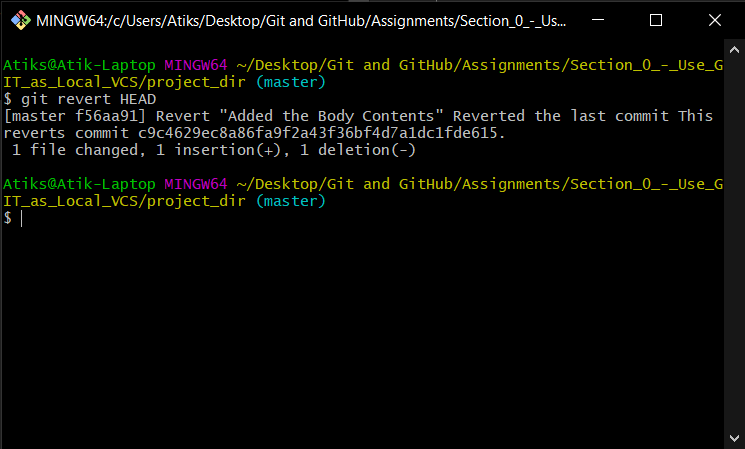 MINGW64:/c/Users/Atiks/Desktop/Git and GitHub/Assignments/Section_0_-_Us...
Atiks@Atik-Laptop MINGW64 ~/Desktop/Git and GitHub/Assignments/Section_0_-_Use_G
IT_as_Local_VCS/project_dir (master)
$ git revert HEAD
[master f56aa91] Revert "Added the Body Contents" Reverted the last commit This
reverts commit c9c4629ec8a86fa9f2a43f36bf4d7a1dc1fde615.
 1 file changed, 1 insertion(+), 1 deletion(-)
Atiks@Atik-Laptop MINGW64 ~/Desktop/Git and GitHub/Assignments/Section_0_-_Use_G
IT_as_Local_VCS/project_dir (master)
$